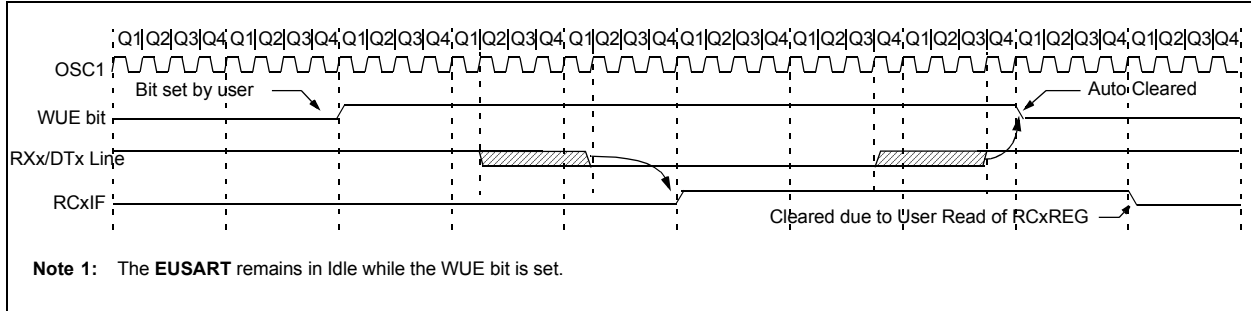 Q1 Q2 Q3 Q4 Q1 Q2 Q3 Q4 Q1 Q2 Q3 Q4 Q1 Q2 Q3 Q4 Q1 Q2 Q3 Q4 Q1 Q2 Q3 Q4 Q1 Q2 Q3 Q4 Q1 Q2 Q3 Q4 Q1 Q2 Q3 Q4 Q1 Q2 Q3 Q4
OSC1
Bit set by user
Auto Cleared
WUE bit
RXx/DTx Line
RCxIF
Cleared due to User Read of RCxREG
Note 1: The EUSART remains in Idle while the WUE bit is set.